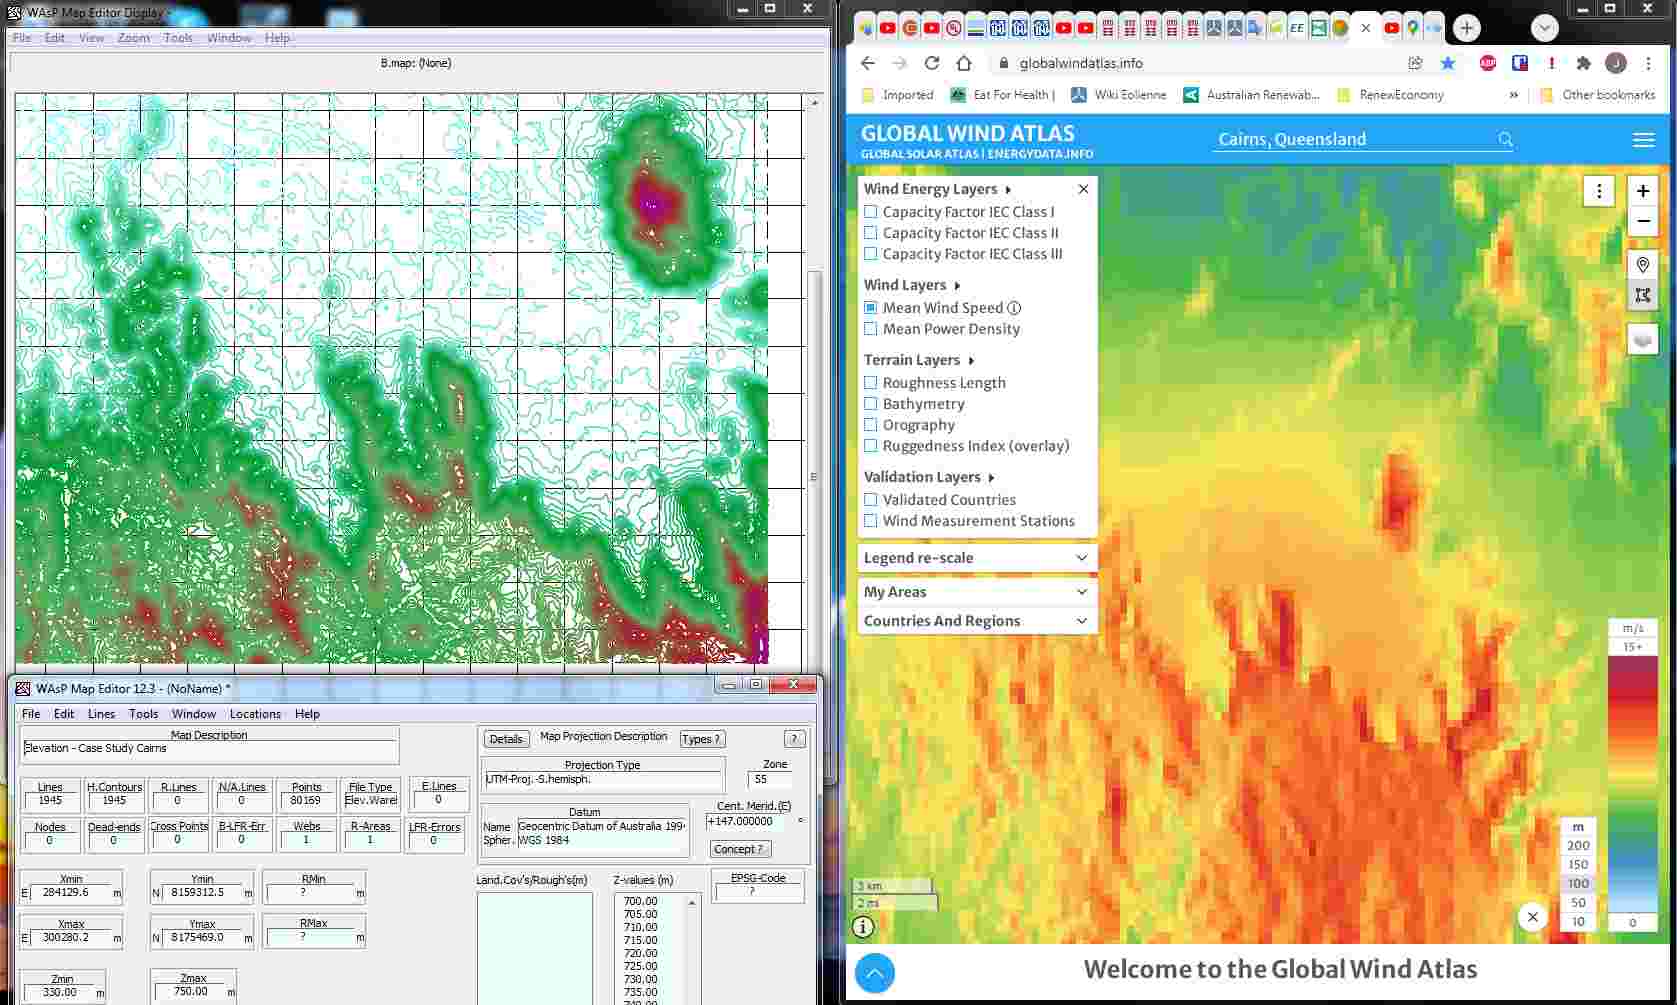 WAsP Map Editor Display -
File Edit View Zoom Tools Window Help
B.map: (None)
WAsP Map Editor 12.3 - (NoName) *
File Edit Lines Tools Window Locations Help
Map Description
Elevation - Case Study Cairns
Details Map Projection Description Types ? ?
Projection Type
UTM-Proj.-S.hemisph.
Zone
55
Lines H.Contours R.Lines N/A.Lines Points File Type E.Lines
1945 1945 0 0 80169 Elev.Ware 0
Nodes Dead-ends Cross Points B-LFR-Err Webs R-Areas LFR-Errors
0 0 0 0 1 1 0
Datum
Name Geocentric Datum of Australia 199
Spher. WGS 1984
Cent. Merid.(E)
+147.000000 °
Concept ?
Xmin
E 284129.6 m
Ymin
N 8159312.5 m
RMin
?
Xmax
E 300280.2 m
Ymax
N 8175469.0 m
RMax
?
Zmin
330.00 m
Zmax
750.00 m
Land.Cov's/Rough's(m)
Z-values (m)
700.00
705.00
710.00
715.00
720.00
725.00
730.00
735.00
740.00
EPSG-Code
?
EE
globalwindatlas.info
ABP
J
Imported Eat For Health | Wiki Eolienne Australian Renewab... RenewEconomy » Other bookmarks
GLOBAL WIND ATLAS
GLOBAL SOLAR ATLAS | ENERGYDATA.INFO
Cairns, Queensland
Wind Energy Layers
Capacity Factor IEC Class I
Capacity Factor IEC Class II
Capacity Factor IEC Class III
Wind Layers
Mean Wind Speed
Mean Power Density
Terrain Layers
Roughness Length
Bathymetry
Orography
Ruggedness Index (overlay)
Validation Layers
Validated Countries
Wind Measurement Stations
Legend re-scale
My Areas
Countries And Regions
m/s
15+
0
m
200
150
100
50
10
3 km
2 mi
Welcome to the Global Wind Atlas